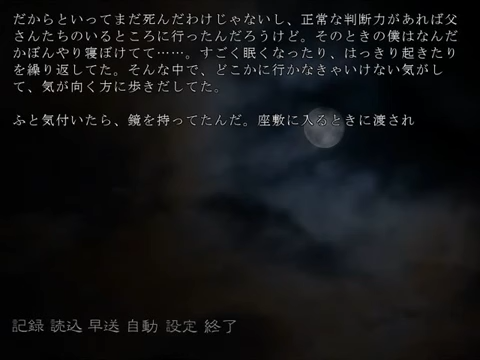 だからといってまだ死んだわけじゃないし、正常な判断力があれば父
さんたちのいるところに行ったんだろうけど。そのときの僕はなんだ
かぼんやり寝ぼけてて……。すごく眠くなったり、はっきり起きたり
を繰り返してた。そんな中で、どこかに行かなきゃいけない気がし
て、気が向く方に歩きだしてた。
ふと気付いたら、鏡を持ってたんだ。座敷に入るときに渡され
記録 読込 早送 自動 設定 終了